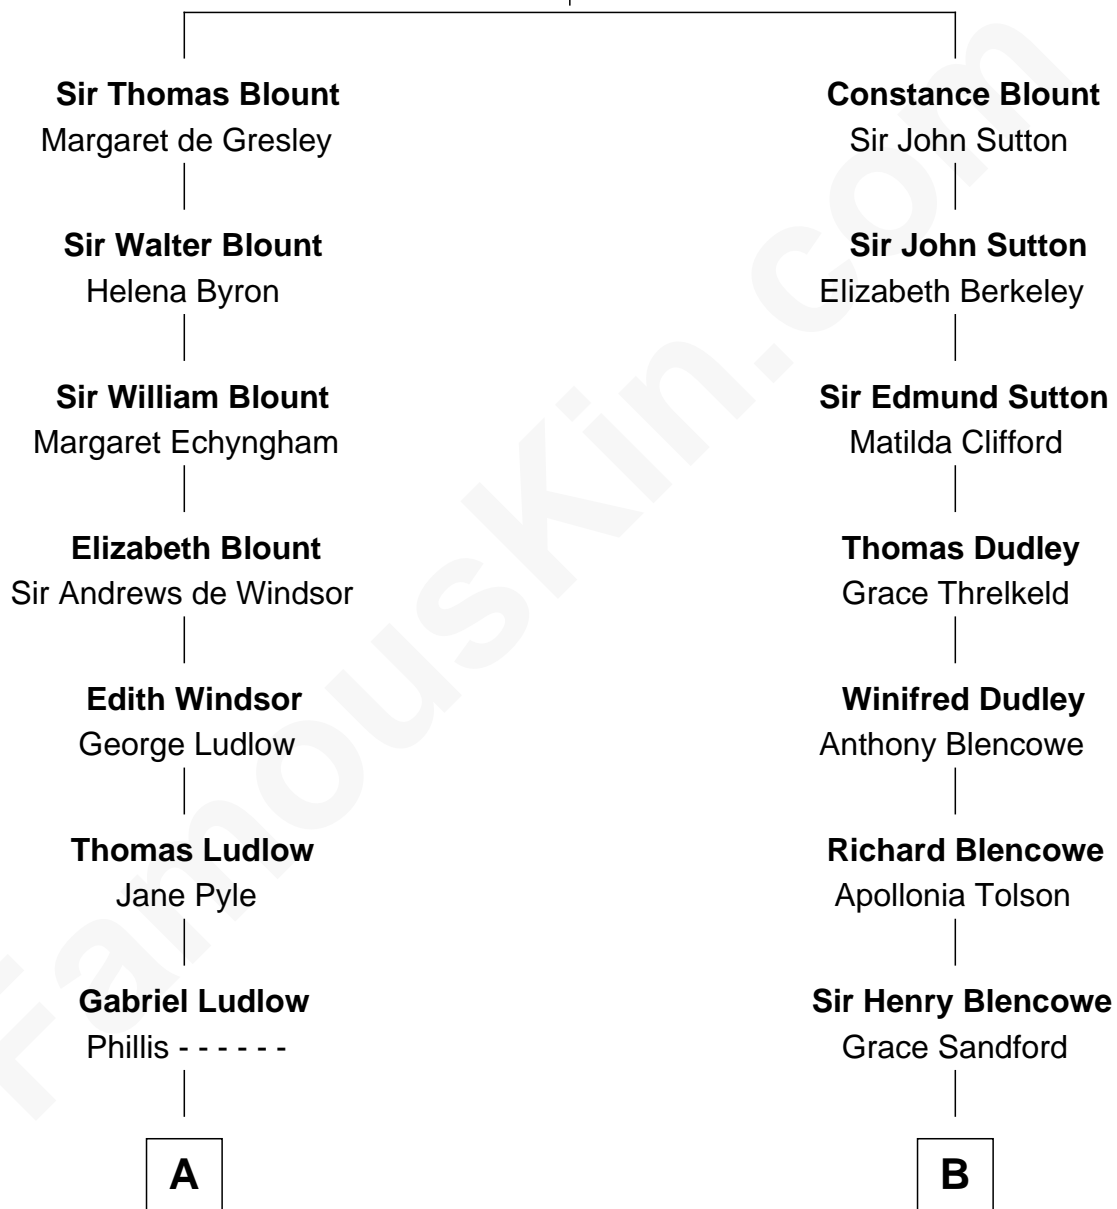 Sir Thomas Blount
Margaret de Gresley
Sir Walter Blount
Helena Byron
Sir William Blount
Margaret Echyngham
Elizabeth Blount
Sir Andrews de Windsor
Edith Windsor
George Ludlow
Thomas Ludlow
Jane Pyle
Gabriel Ludlow
Phillis - - - - - -
A
Constance Blount
Sir John Sutton
Sir John Sutton
Elizabeth Berkeley
Sir Edmund Sutton
Matilda Clifford
Thomas Dudley
Grace Threlkeld
Winifred Dudley
Anthony Blencowe
Richard Blencowe
Apollonia Tolson
Sir Henry Blencowe
Grace Sandford
B
FamousKin.com